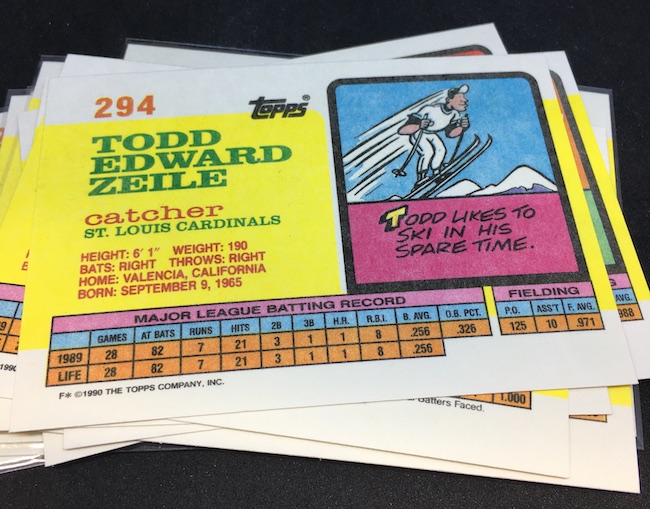 294
Topps®
TODD
EDWARD
ZEILE
catcher
ST. LOUIS CARDINALS
HEIGHT: 6' 1" WEIGHT: 190
BATS: RIGHT THROWS: RIGHT
HOME: VALENCIA, CALIFORNIA
BORN: SEPTEMBER 9, 1965
TODD LIKES TO
SKI IN HIS
SPARE TIME.
MAJOR LEAGUE BATTING RECORD
GAMES AT BATS RUNS HITS 2B 3B H.R. R.B.I. B. AVG. O.B. PCT.
1989 28 82 7 21 3 1 1 8 .256 .326
LIFE 28 82 7 21 3 1 1 8 .256
FIELDING
P.O. ASS'T F. AVG.
125 10 .971
F* ©1990 THE TOPPS COMPANY, INC.
Batters Faced.
1.000
AVG.
988
1990